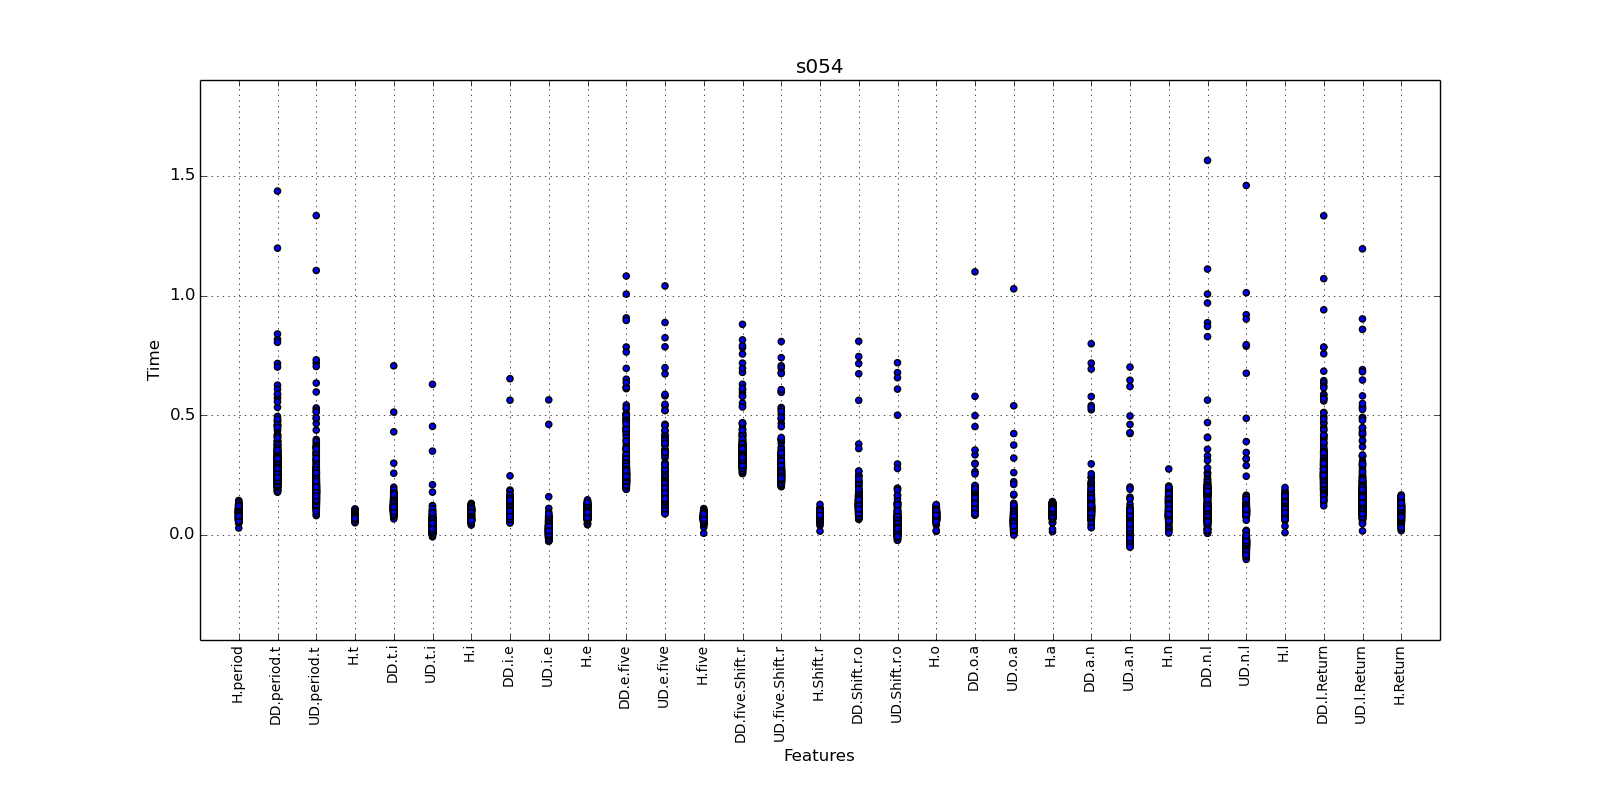 s054
Time
1.5
1.0
0.5
0.0
H.period
DD.period.t
UD.period.t
H.t
DD.t.i
UD.t.i
H.i
DD.i.e
UD.i.e
H.e
DD.e.five
UD.e.five
H.five
DD.five.Shift.r
UD.five.Shift.r
H.Shift.r
DD.Shift.r.o
UD.Shift.r.o
H.o
DD.o.a
UD.o.a
H.a
DD.a.n
UD.a.n
H.n
DD.n.l
UD.n.l
H.l
DD.l.Return
UD.l.Return
H.Return
Features